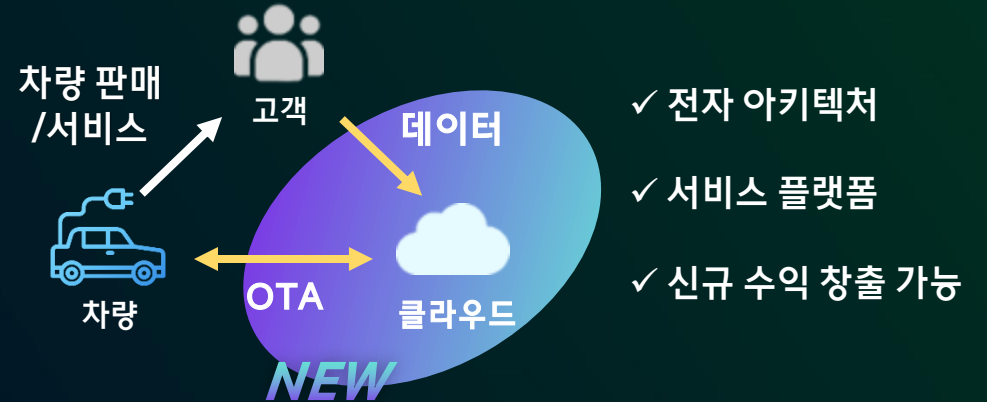 차량 판매
/서비스
고객
데이터
차량
OTA
클라우드
NEW
✓ 전자 아키텍처
✓ 서비스 플랫폼
✓ 신규 수익 창출 가능